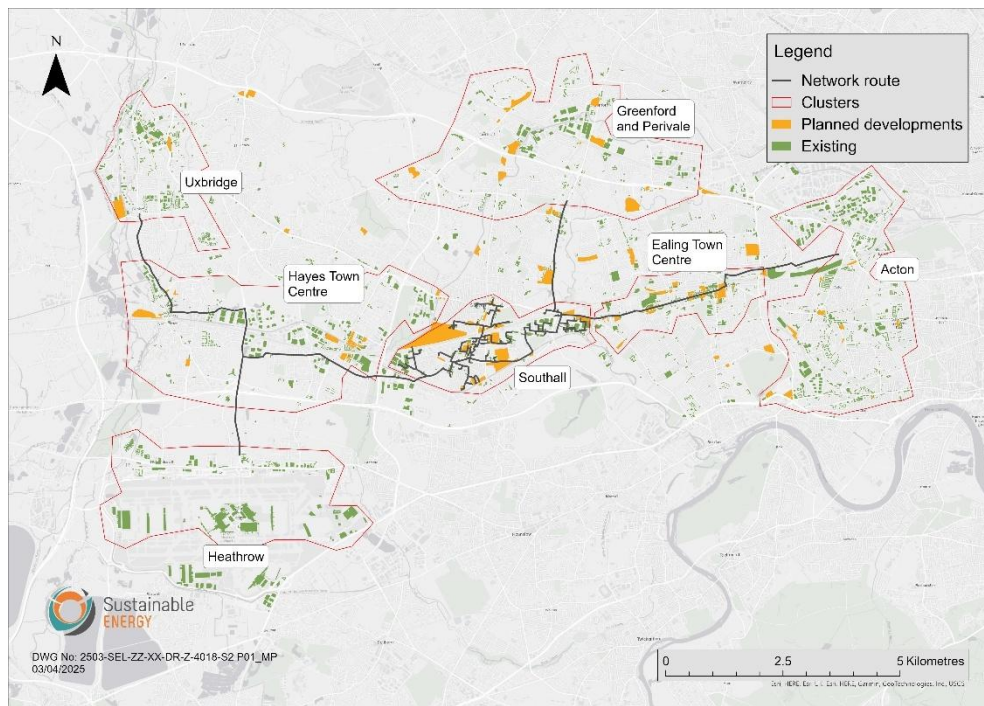 N
Legend
Network route
Clusters
Planned developments
Existing
Greenford
and Perivale
Uxbridge
Ealing Town
Centre
Hayes Town
Centre
Acton
Southall
Heathrow
Sustainable
ENERGY
DWG No: 2503-SEL-ZZ-XX-DR-Z-4018-S2 P01_MP
03/04/2025
0 2.5 5 Kilometres